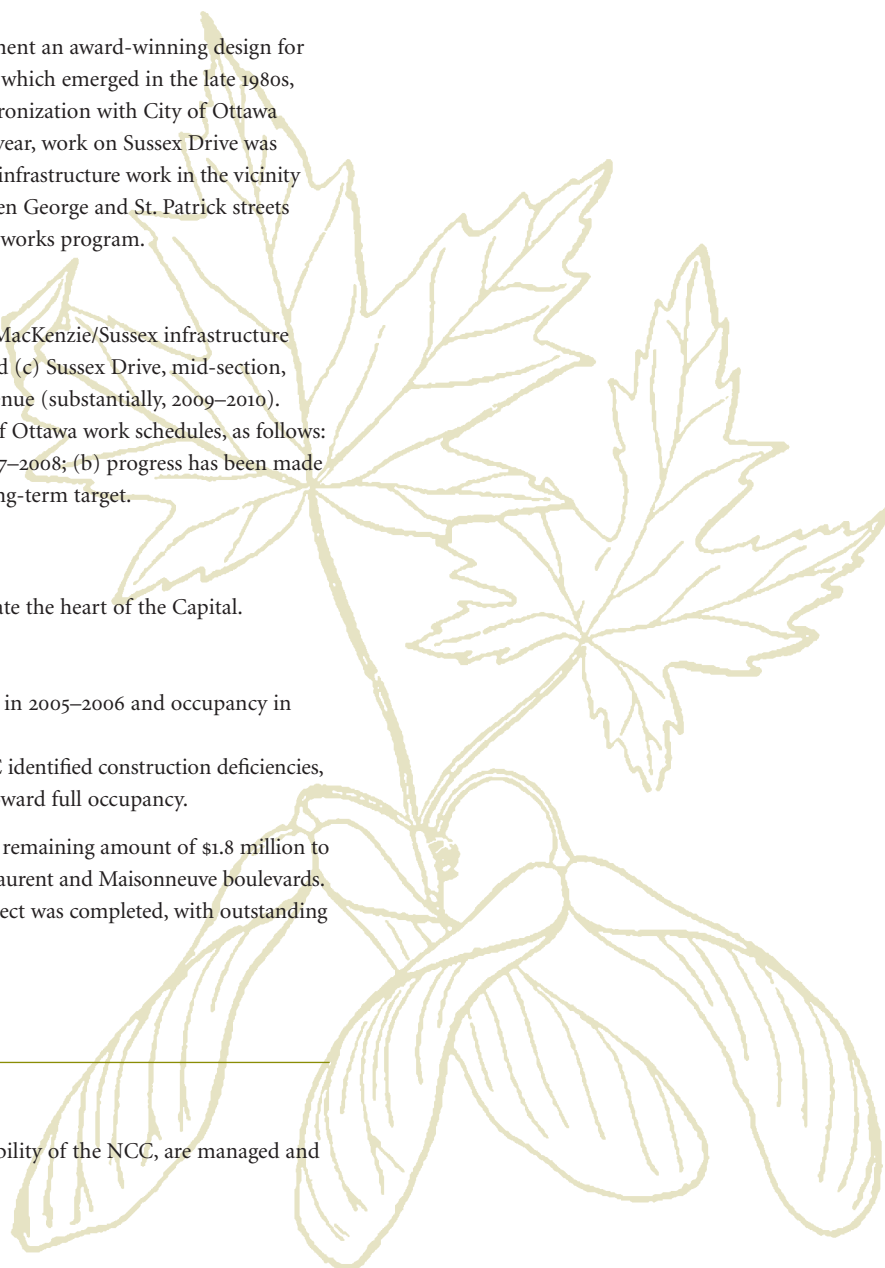 ment an award-winning design for
which emerged in the late 1980s,
ronization with City of Ottawa
year, work on Sussex Drive was
infrastructure work in the vicinity
en George and St. Patrick streets
works program.
MacKenzie/Sussex infrastructure
d (c) Sussex Drive, mid-section,
enue (substantially, 2009–2010).
of Ottawa work schedules, as follows:
7–2008; (b) progress has been made
ng-term target.
ate the heart of the Capital.
in 2005–2006 and occupancy in
C identified construction deficiencies,
ward full occupancy.
remaining amount of $1.8 million to
aurent and Maisonneuve boulevards.
ect was completed, with outstanding
bility of the NCC, are managed and